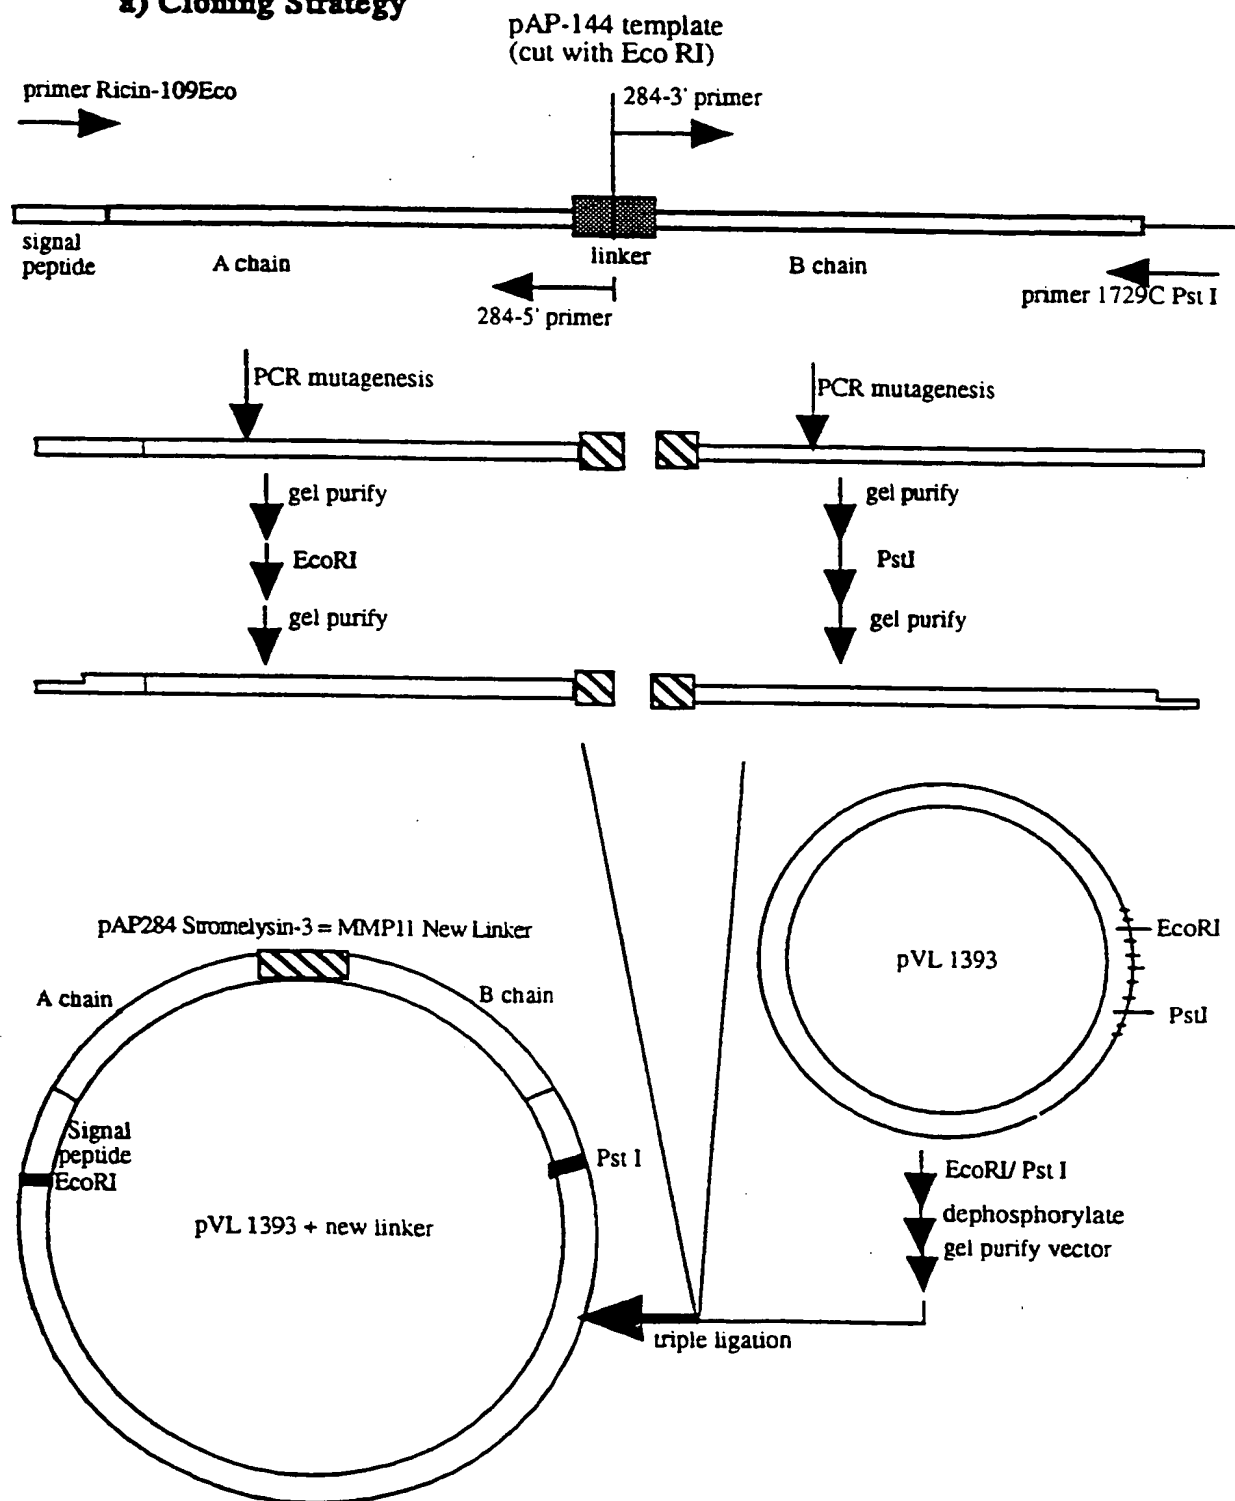 a) Cloning Strategy
pAP-144 template
(cut with Eco RI)
primer Ricin-109Eco
284-3' primer
signal
peptide
A chain
linker
B chain
284-5' primer
primer 1729C Pst I
PCR mutagenesis
PCR mutagenesis
gel purify
gel purify
EcoRI
PstI
gel purify
gel purify
pAP284 Stromelysin-3 = MMP11 New Linker
A chain
B chain
pVL 1393
EcoRI
PstI
Signal
peptide
EcoRI
Pst I
pVL 1393 + new linker
EcoRI/ Pst I
dephosphorylate
gel purify vector
triple ligation